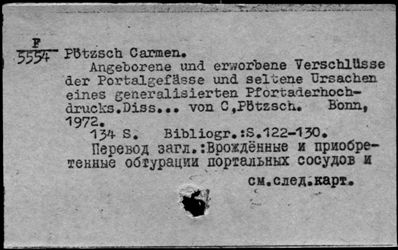 F
5554
Pötzsch Carmen.
Angeborene und erworbene Verschlüsse
der Portalgefässe und seltene Ursachen
eines generalisierten Pfortaderhoch-
drucks.Diss... von C,Pötzsch. Bonn,
1972.
134 S. Bibliogr.:S.122-130.
Перевод загл.:Врождённые и приобре-
тенные обтурации портальных сосудов и
см.след.карт.